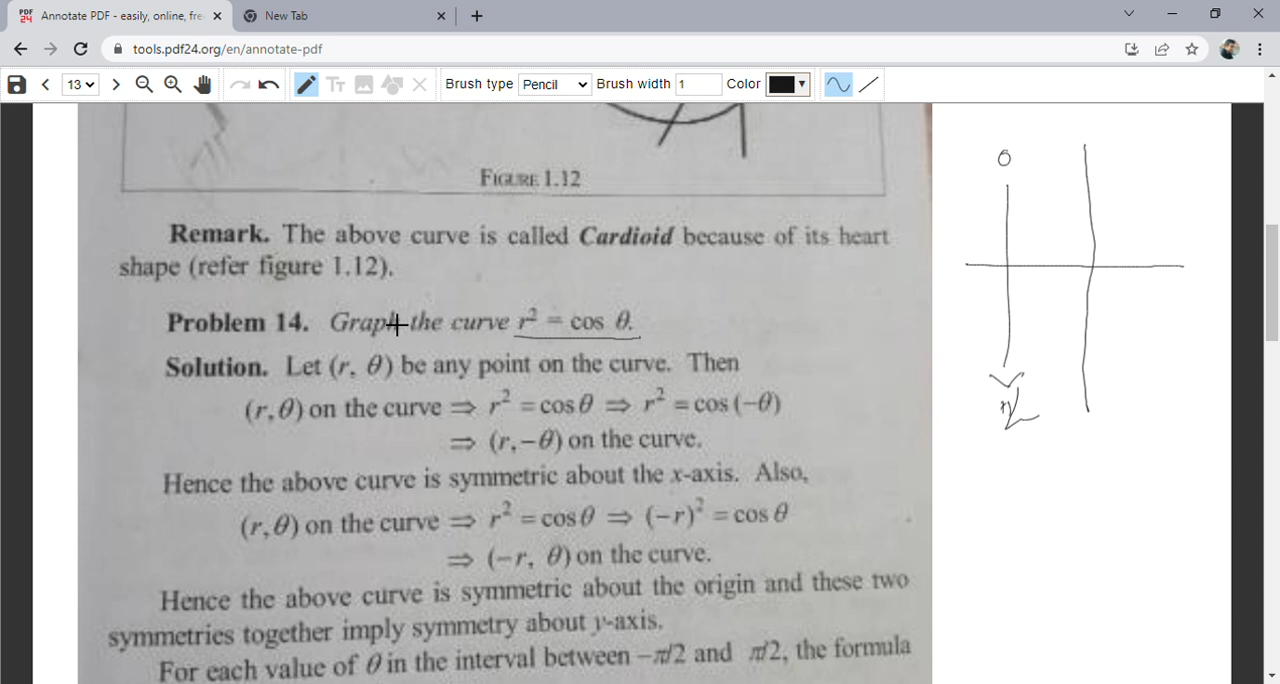 PDF 24 Annotate PDF - easily, online, fre
New Tab
tools.pdf24.org/en/annotate-pdf
13 Brush type Pencil Brush width 1 Color
FIGURE 1.12
Remark. The above curve is called Cardioid because of its heart
shape (refer figure 1.12).
Problem 14. Graph the curve r² = cos θ.
Solution. Let (r, θ) be any point on the curve. Then
(r,θ) on the curve ⇒ r² = cosθ ⇒ r² = cos(-θ)
⇒ (r,-θ) on the curve.
Hence the above curve is symmetric about the x-axis. Also,
(r,θ) on the curve ⇒ r² = cosθ ⇒ (-r)² = cosθ
⇒ (-r, θ) on the curve.
Hence the above curve is symmetric about the origin and these two
symmetries together imply symmetry about y-axis.
For each value of θ in the interval between -π/2 and π/2, the formula
0